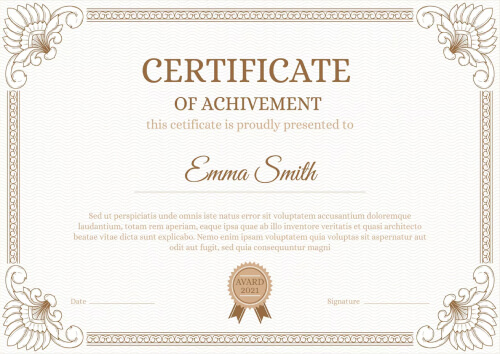 CERTIFICATE
OF ACHIVEMENT
this cetificate is proudly presented to
Emma Smith
Sed ut perspiciatis unde omnis iste natus error sit voluptatem accusantium doloremque
laudantium, totam rem aperiam, eaque ipsa quae ab illo inventore veritatis et quasi architecto
beatae vitae dicta sunt explicabo. Nemo enim ipsam voluptatem quia voluptas sit aspernatur aut
odit aut fugit, sed quia consequuntur magni
AVARD
2021
Date
Signature